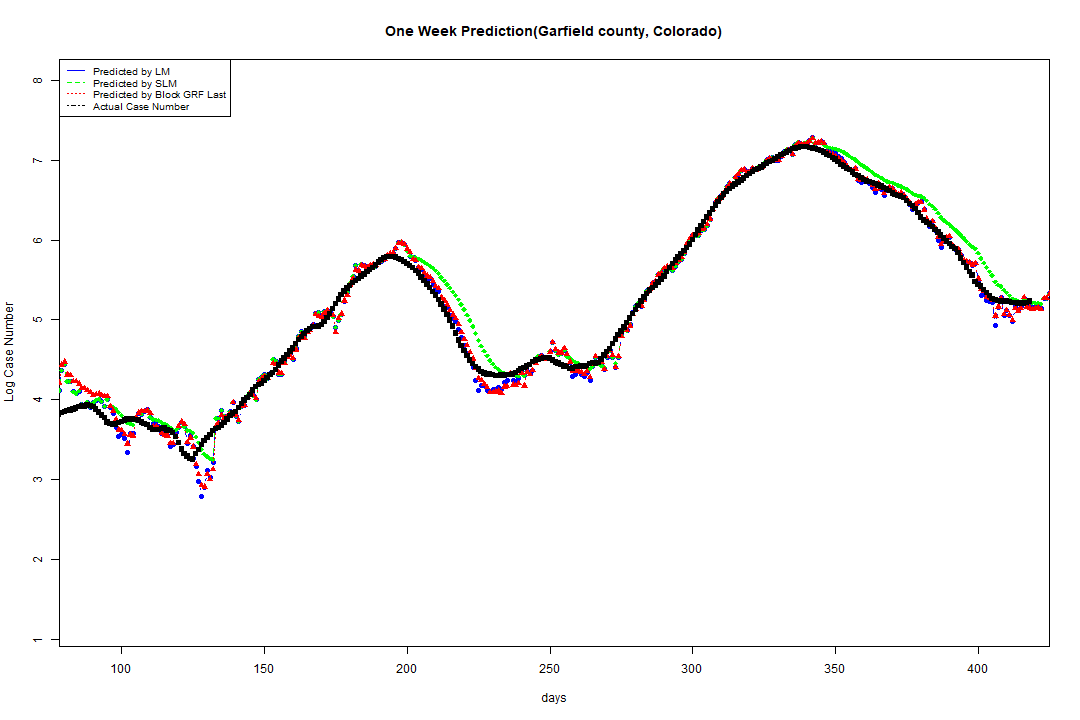 One Week Prediction(Garfield county, Colorado)
Predicted by LM
Predicted by SLM
Predicted by Block GRF Last
Actual Case Number
8
7
6
5
4
3
2
1
Log Case Number
100 150 200 250 300 350 400
days